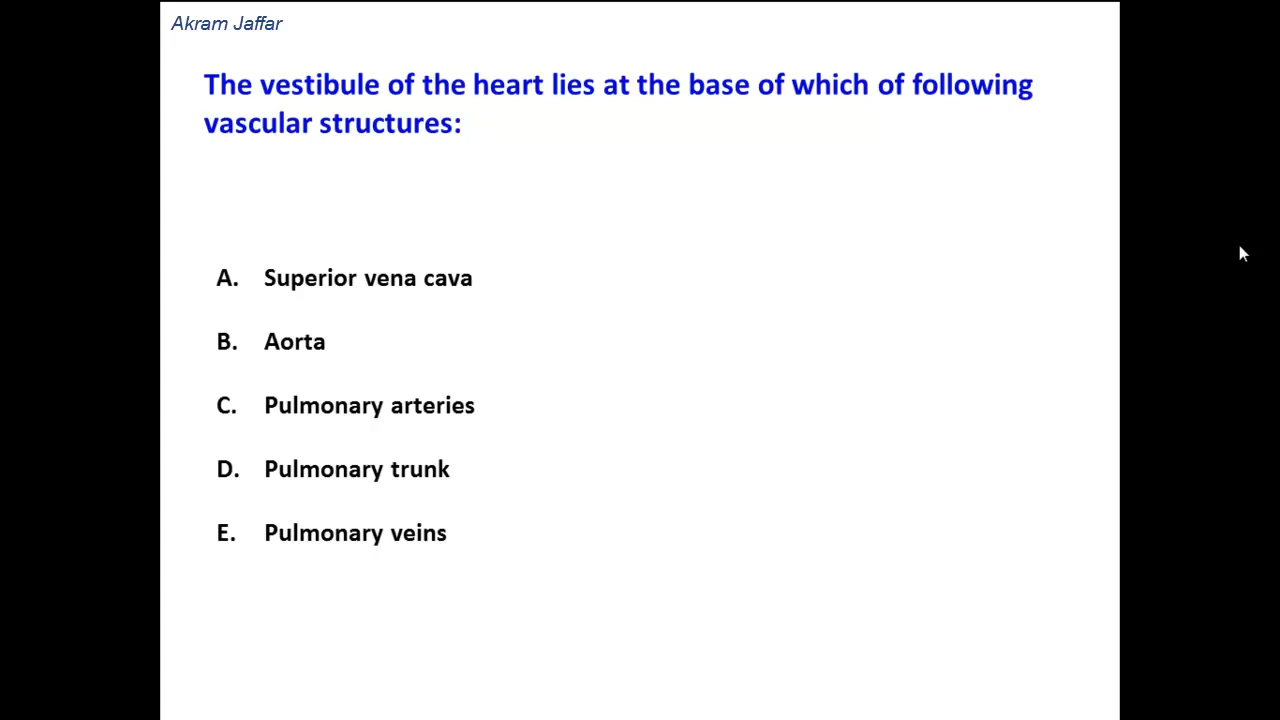 Akram Jaffar
The vestibule of the heart lies at the base of which of following
vascular structures:
A. Superior vena cava
B. Aorta
C. Pulmonary arteries
D. Pulmonary trunk
E. Pulmonary veins